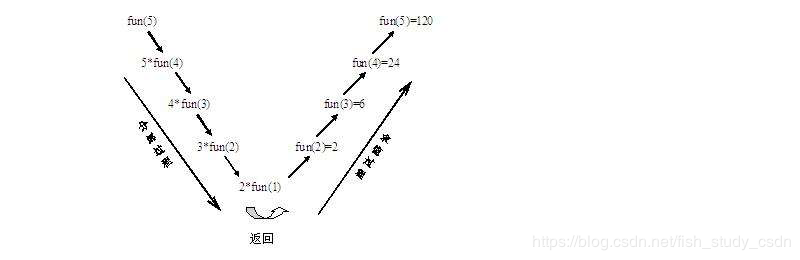 fun(5)
fun(5)=120
5*fun(4)
fun(4)=24
4*fun(3)
fun(3)=6
3*fun(2)
fun(2)=2
2*fun(1)
返回
https://blog.csdn.net/fish_study_csdn